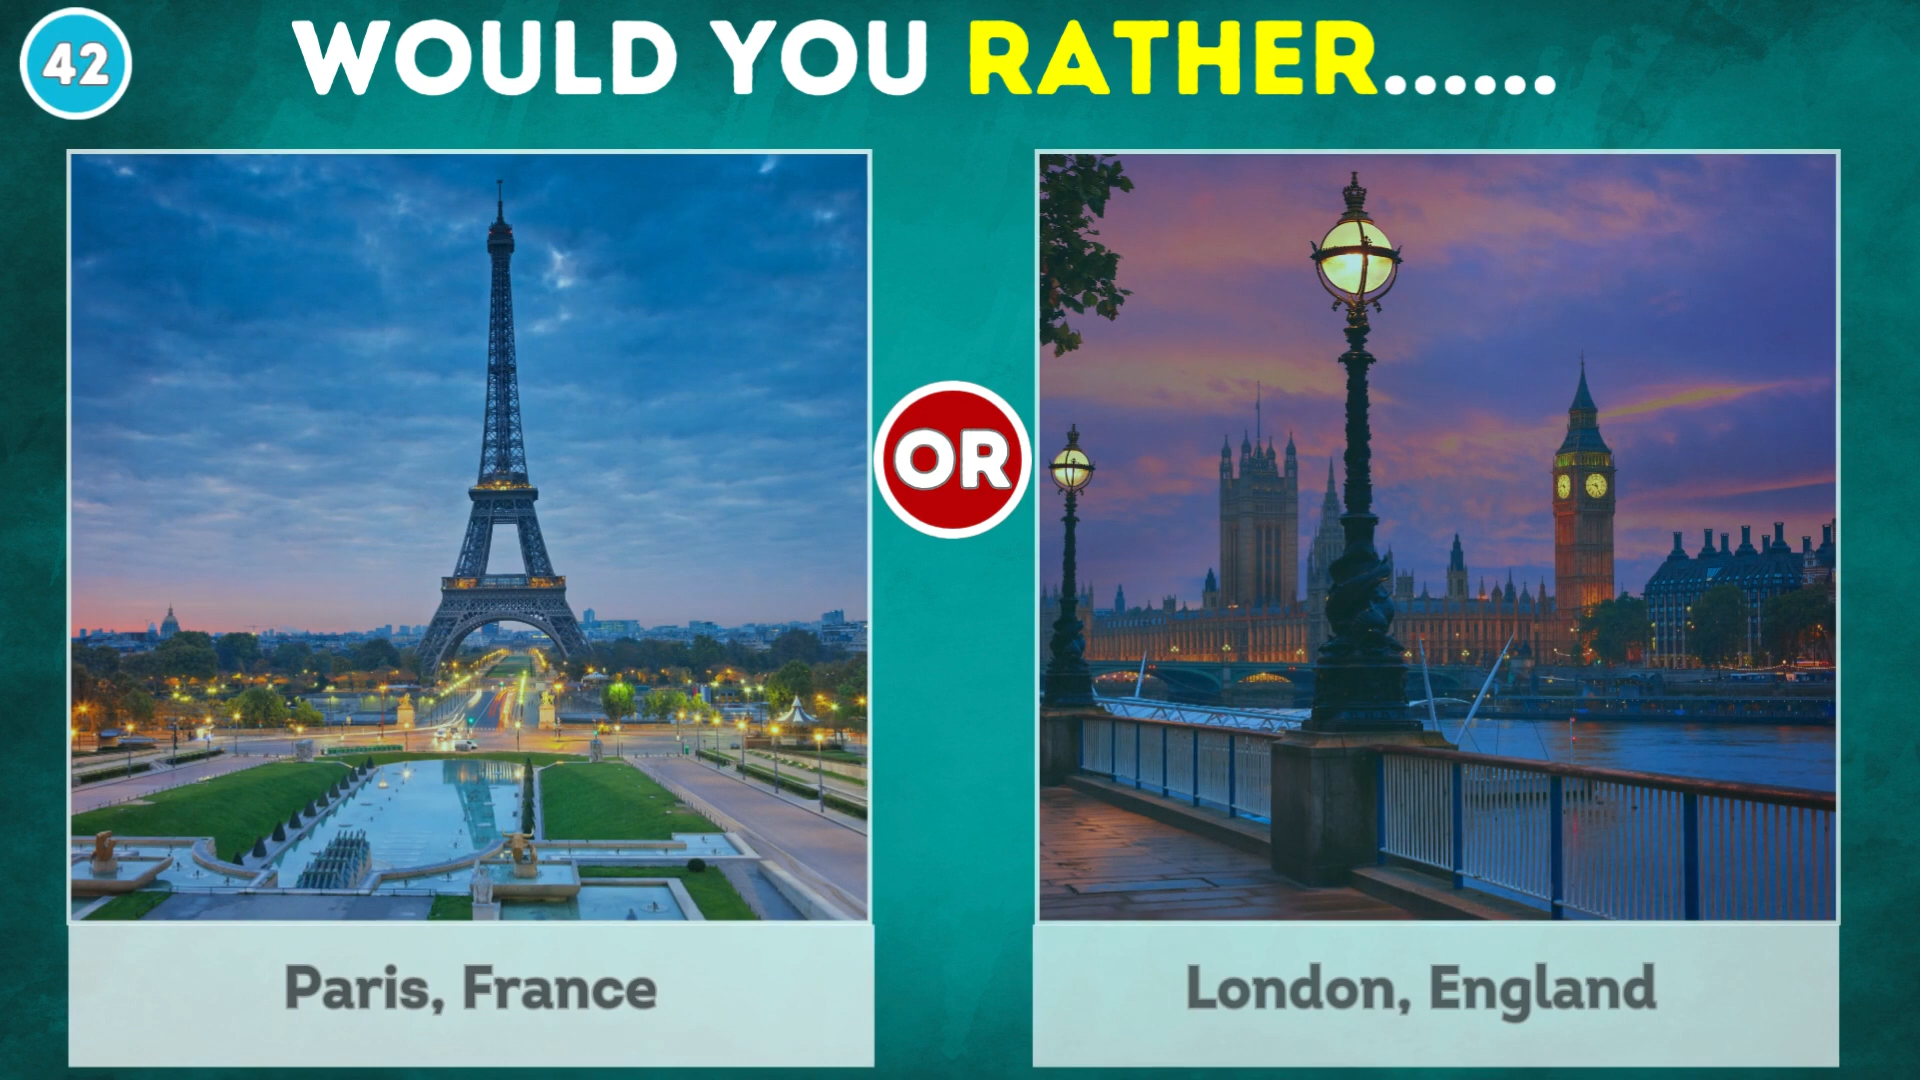 42
WOULD YOU RATHER......
OR
Paris, France
London, England